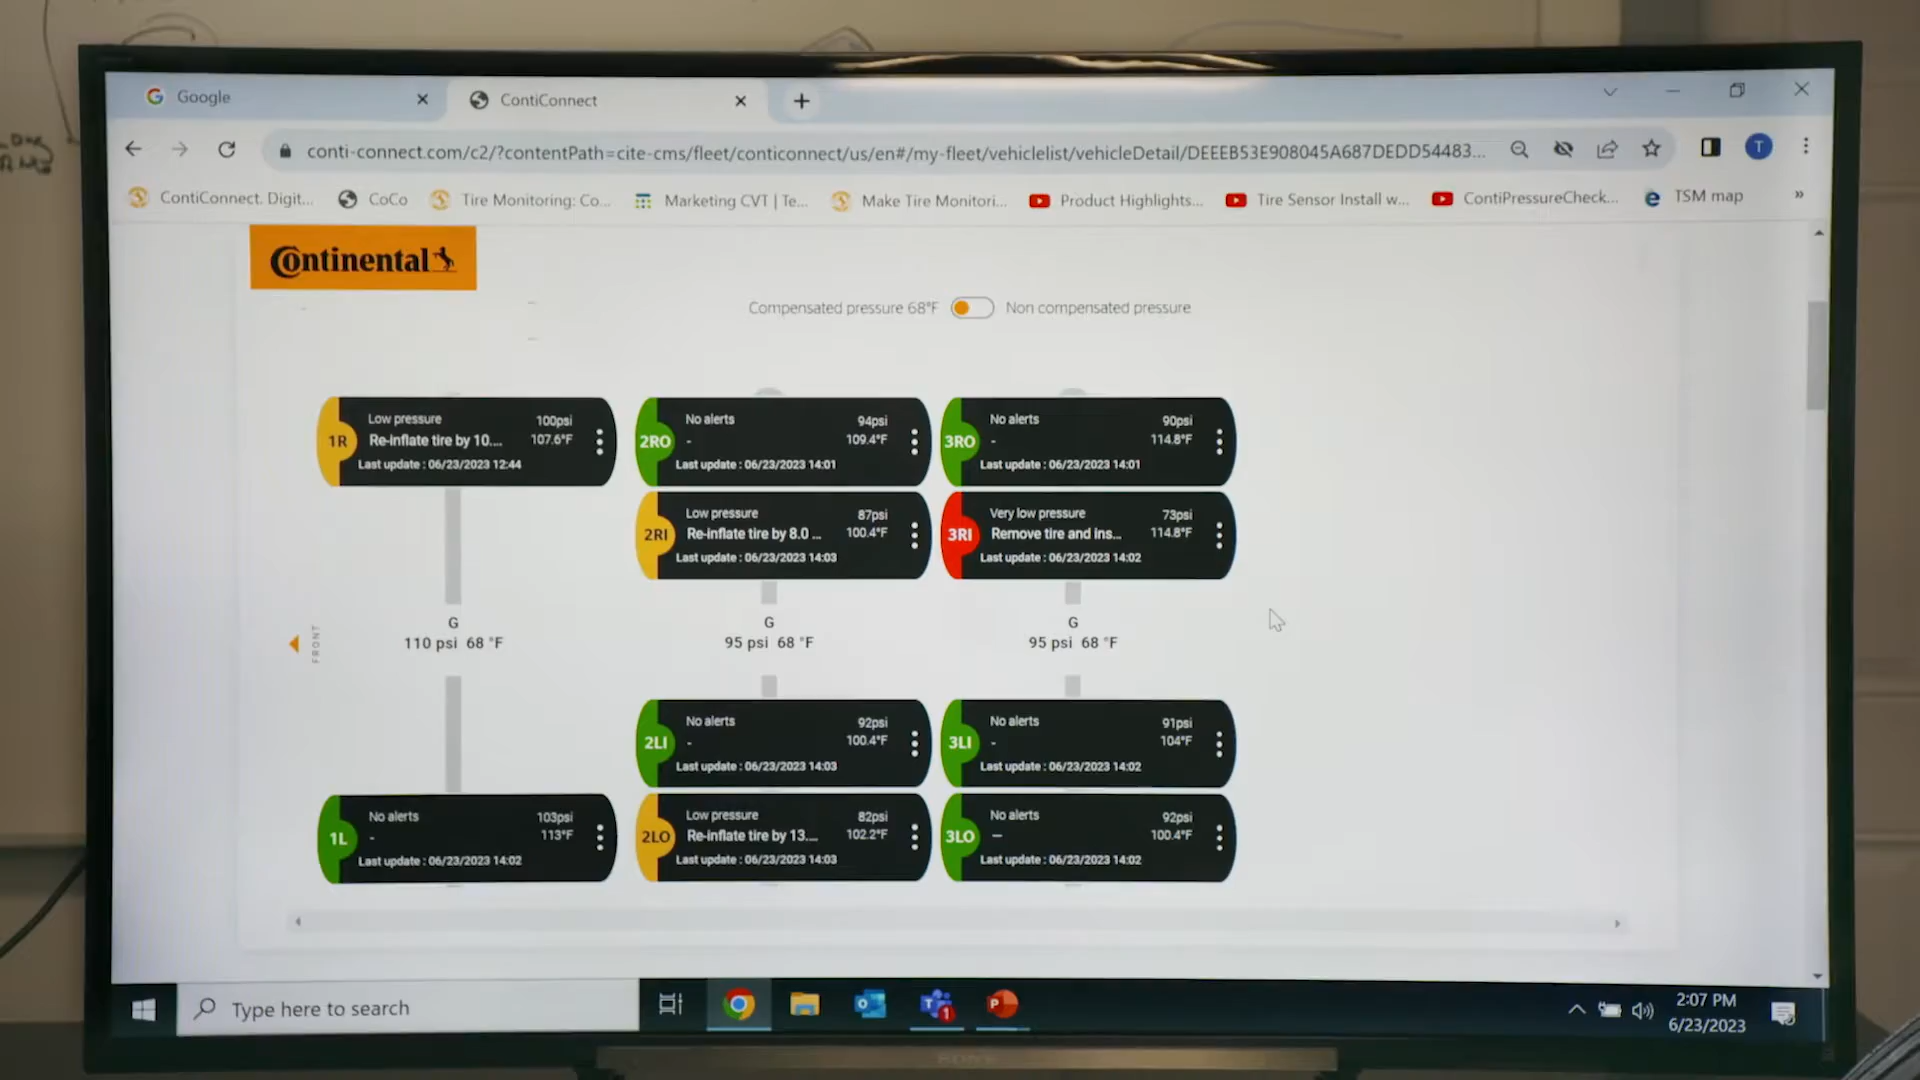 Google
ContiConnect
conti-connect.com/c2/?contentPath=cite-cms/fleet/conticonnect/us/en#/my-fleet/vehiclelist/vehicleDetail/DEEEB53E908045A687DEDD54483...
T
ContiConnect. Digit...
CoCo
Tire Monitoring: Co...
Marketing CVT | Te...
Make Tire Monitori...
Product Highlights...
Tire Sensor Install w...
ContiPressureCheck...
TSM map
»
Continental
Compensated pressure 68°F
Non compensated pressure
1R
Low pressure 100psi
Re-inflate tire by 10.... 107.6°F
Last update : 06/23/2023 12:44
2RO
No alerts 94psi
- 109.4°F
Last update : 06/23/2023 14:01
3RO
No alerts 90psi
- 114.8°F
Last update : 06/23/2023 14:01
2RI
Low pressure 87psi
Re-inflate tire by 8.0 ... 100.4°F
Last update : 06/23/2023 14:03
3RI
Very low pressure 73psi
Remove tire and ins... 114.8°F
Last update : 06/23/2023 14:02
FRONT
G
110 psi 68 °F
G
95 psi 68 °F
G
95 psi 68 °F
2LI
No alerts 92psi
- 100.4°F
Last update : 06/23/2023 14:03
3LI
No alerts 91psi
- 104°F
Last update : 06/23/2023 14:02
1L
No alerts 103psi
- 113°F
Last update : 06/23/2023 14:02
2LO
Low pressure 82psi
Re-inflate tire by 13.... 102.2°F
Last update : 06/23/2023 14:03
3LO
No alerts 92psi
- 100.4°F
Last update : 06/23/2023 14:02
Type here to search
1
2:07 PM
6/23/2023
SONY